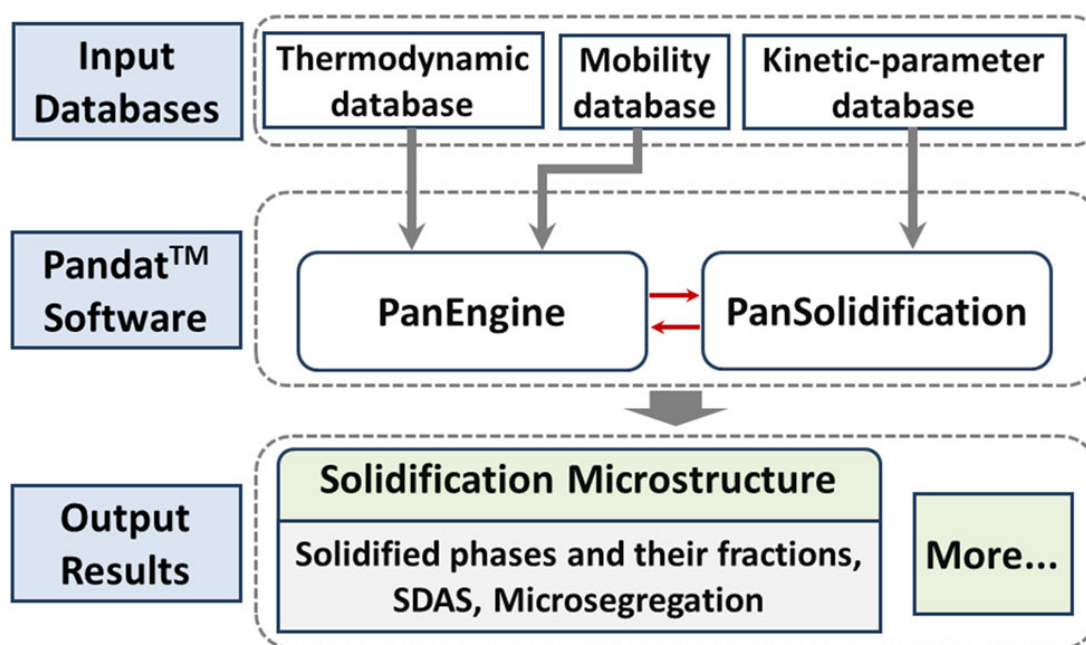 Input
Databases
Thermodynamic
database
Mobility
database
Kinetic-parameter
database
Pandat™
Software
PanEngine
PanSolidification
Output
Results
Solidification Microstructure
Solidified phases and their fractions,
SDAS, Microsegregation
More...